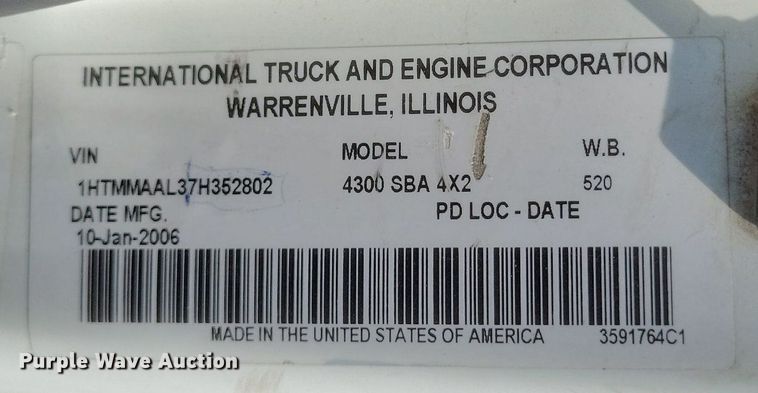 INTERNATIONAL TRUCK AND ENGINE CORPORATION
WARRENVILLE, ILLINOIS
VIN MODEL W.B.
1HTMMAAL37H352802 4300 SBA 4X2 520
DATE MFG. PD LOC - DATE
10-Jan-2006
MADE IN THE UNITED STATES OF AMERICA 3591764C1
Purple Wave Auction